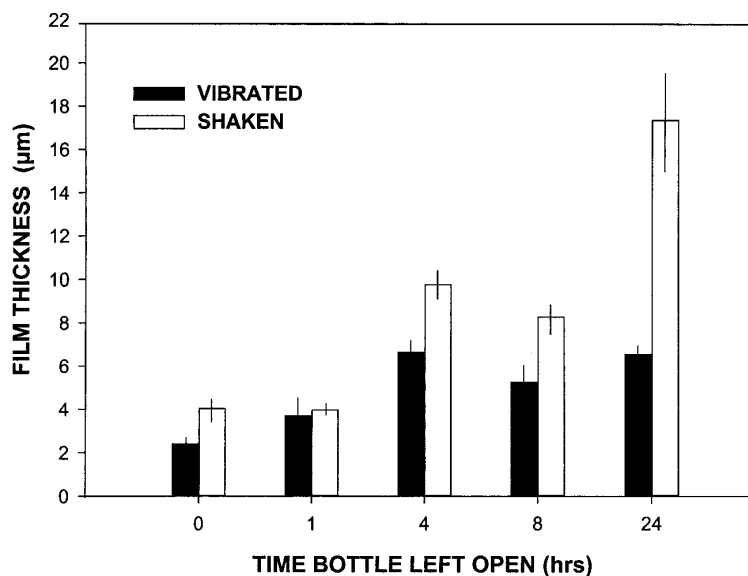 22
20
18
16
14
12
10
8
6
4
2
0
FILM THICKNESS (µm)
VIBRATED
SHAKEN
0 1 4 8 24
TIME BOTTLE LEFT OPEN (hrs)